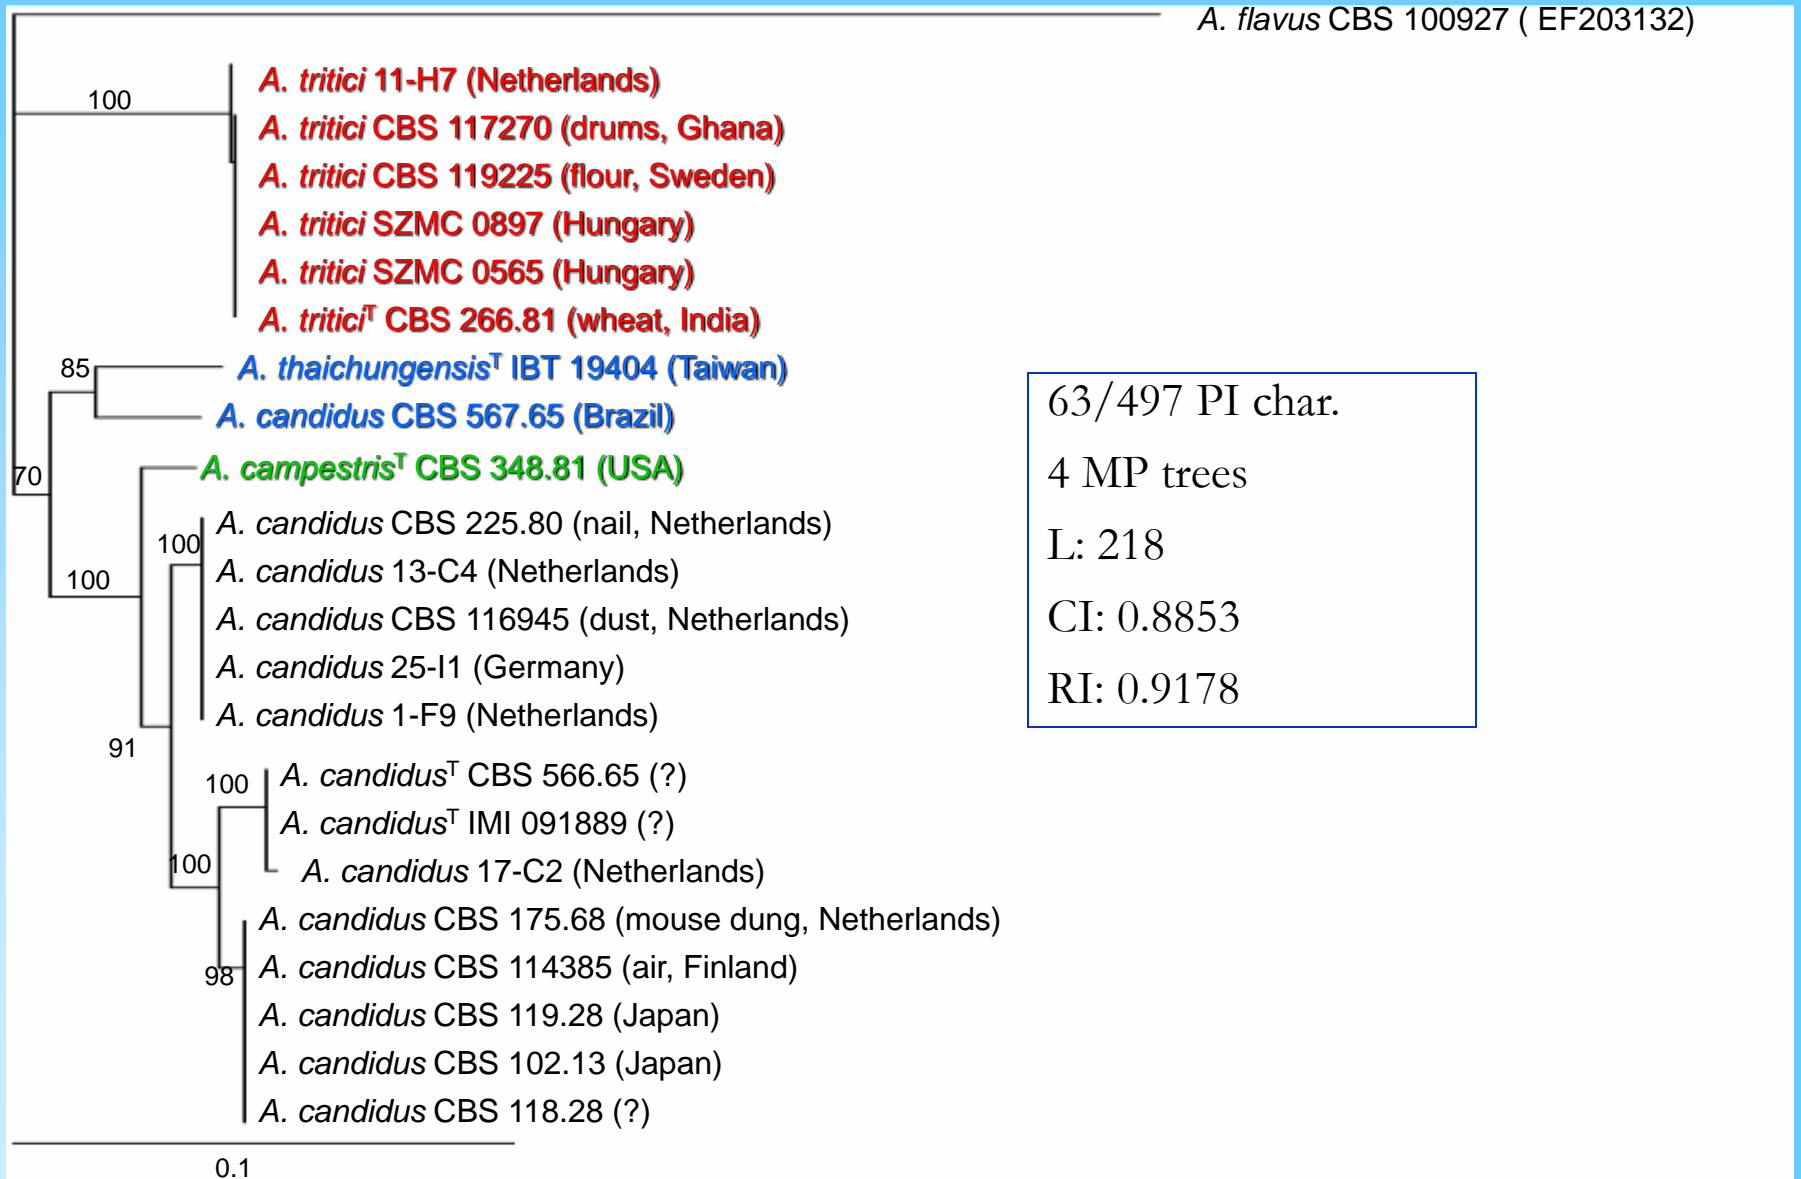 A. flavus CBS 100927 ( EF203132)
100
A. tritici 11-H7 (Netherlands)
A. tritici CBS 117270 (drums, Ghana)
A. tritici CBS 119225 (flour, Sweden)
A. tritici SZMC 0897 (Hungary)
A. tritici SZMC 0565 (Hungary)
A. triticiT CBS 266.81 (wheat, India)
85
A. thaichungensisT IBT 19404 (Taiwan)
A. candidus CBS 567.65 (Brazil)
70
A. campestrisT CBS 348.81 (USA)
A. candidus CBS 225.80 (nail, Netherlands)
100
A. candidus 13-C4 (Netherlands)
100
A. candidus CBS 116945 (dust, Netherlands)
A. candidus 25-I1 (Germany)
A. candidus 1-F9 (Netherlands)
91
100
A. candidusT CBS 566.65 (?)
A. candidusT IMI 091889 (?)
100
A. candidus 17-C2 (Netherlands)
A. candidus CBS 175.68 (mouse dung, Netherlands)
98
A. candidus CBS 114385 (air, Finland)
A. candidus CBS 119.28 (Japan)
A. candidus CBS 102.13 (Japan)
A. candidus CBS 118.28 (?)
0.1
63/497 PI char.
4 MP trees
L: 218
CI: 0.8853
RI: 0.9178